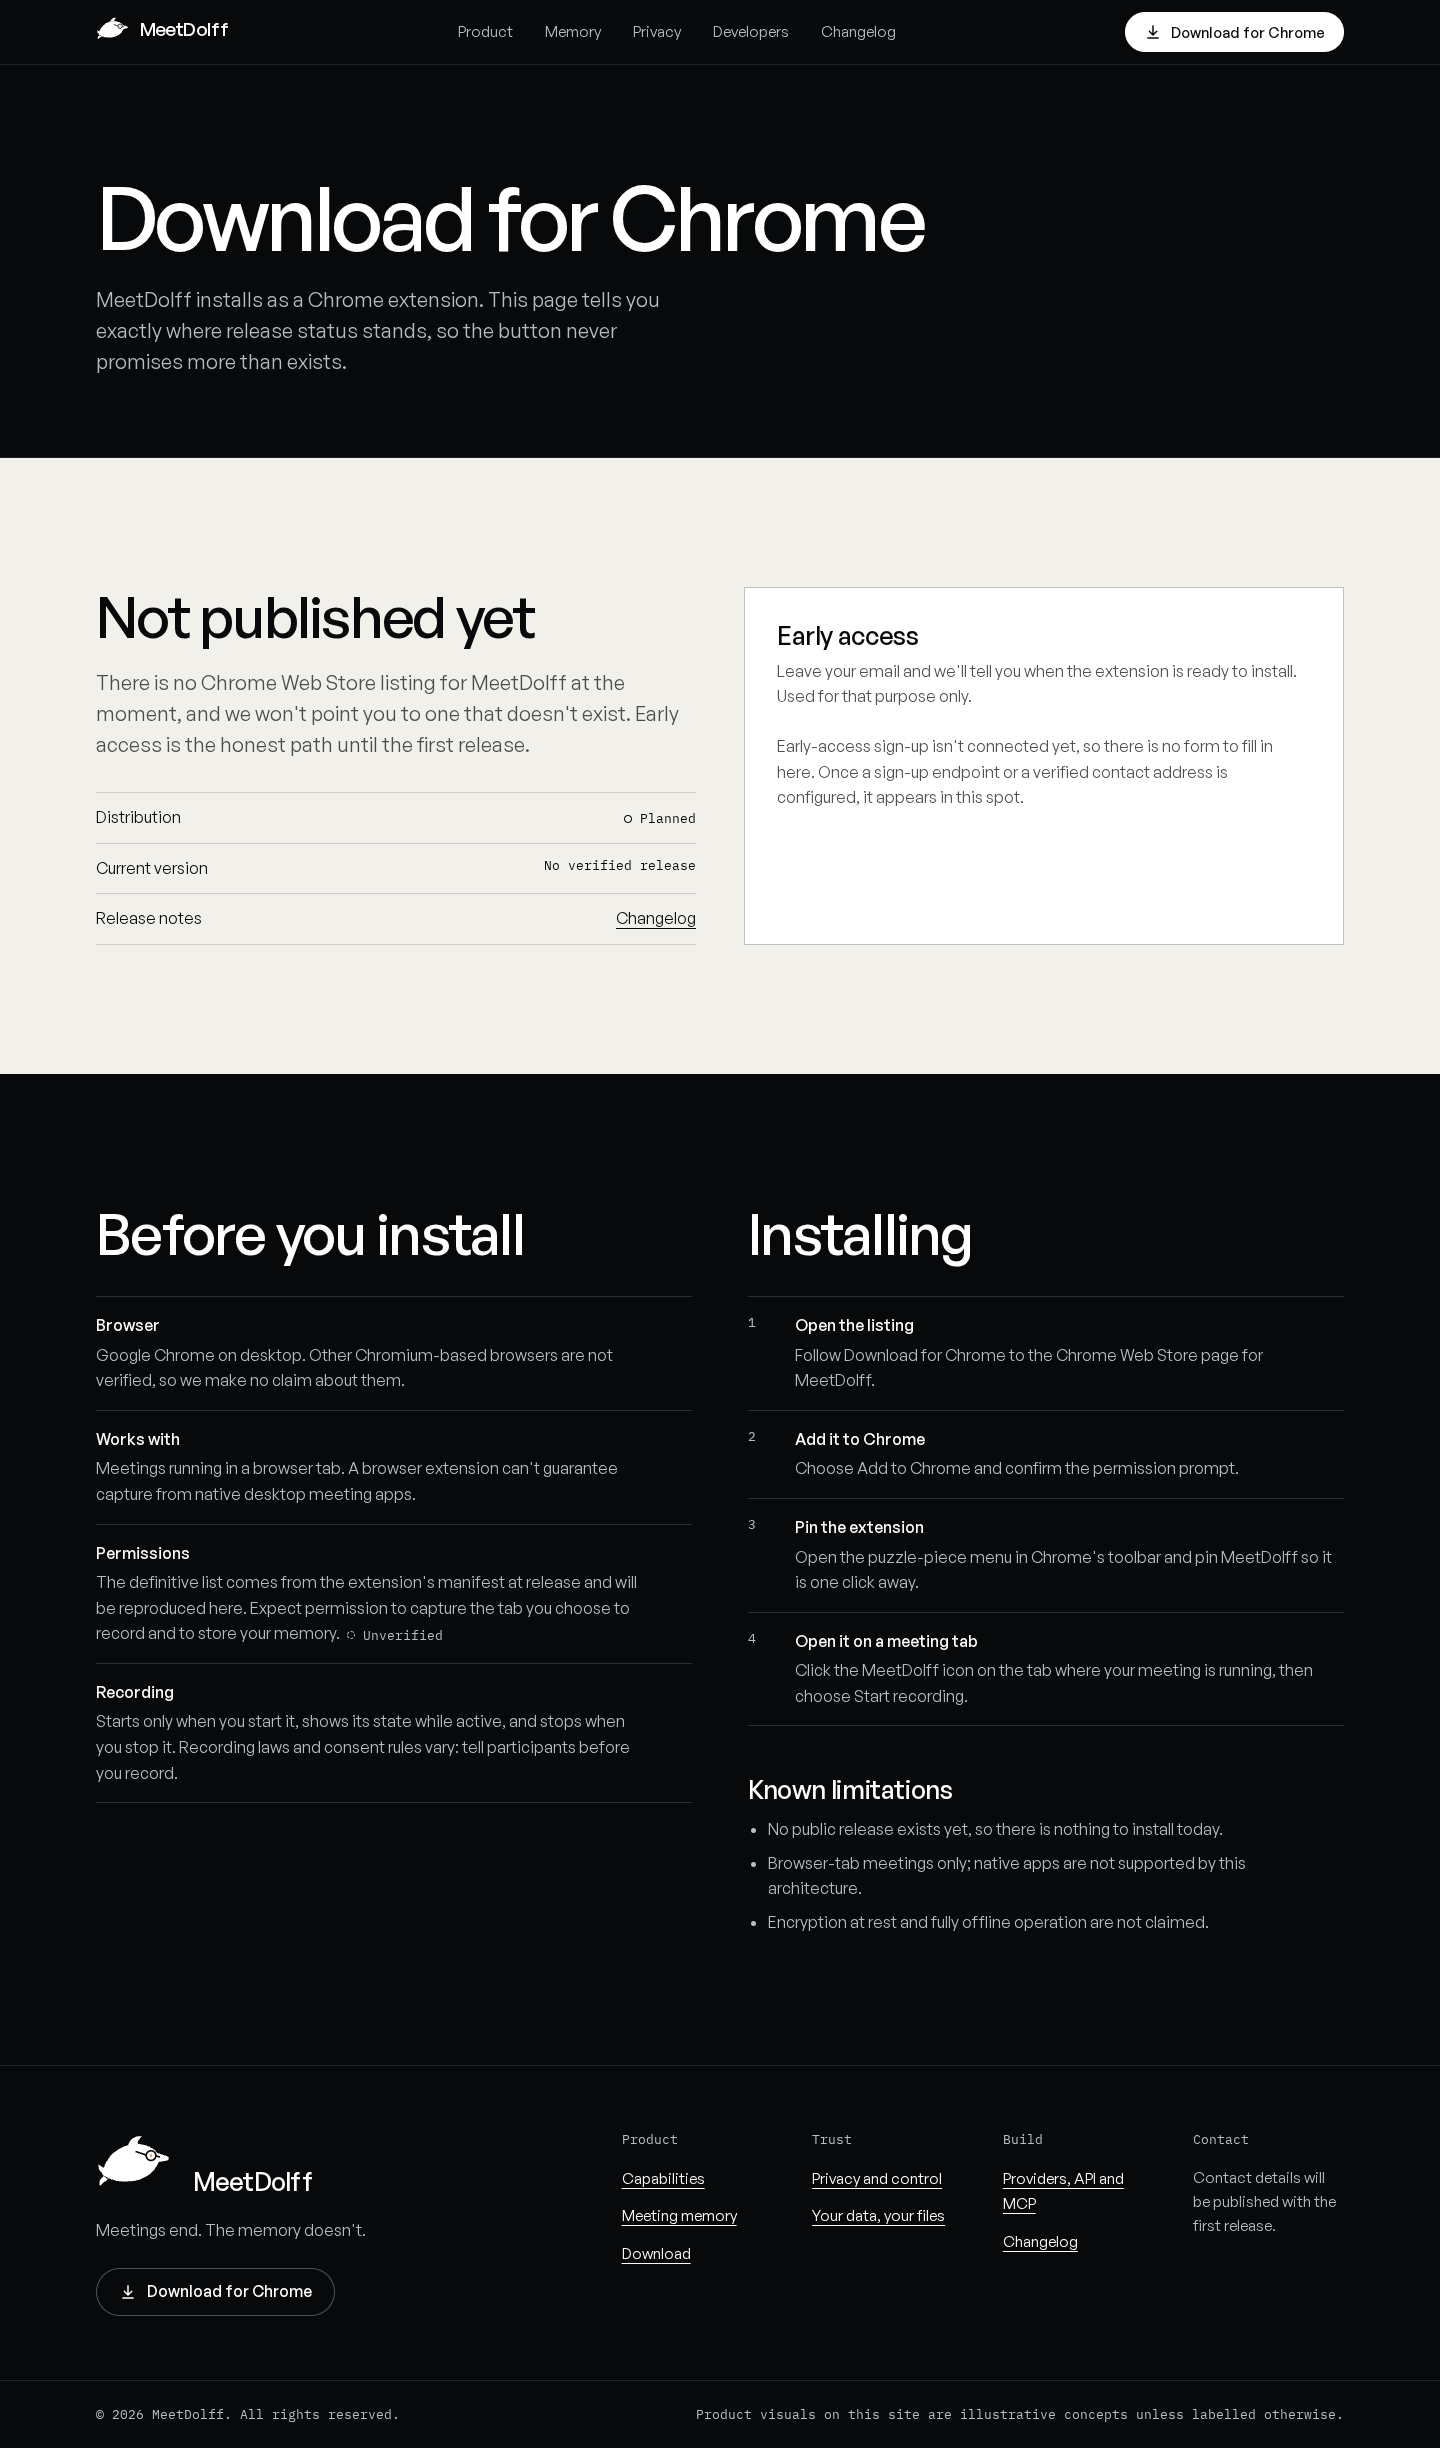 MeetDolff
Product Memory Privacy Developers Changelog
Download for Chrome
Download for Chrome
MeetDolff installs as a Chrome extension. This page tells you
exactly where release status stands, so the button never
promises more than exists.
Not published yet
There is no Chrome Web Store listing for MeetDolff at the
moment, and we won't point you to one that doesn't exist. Early
access is the honest path until the first release.
Distribution Planned
Current version No verified release
Release notes Changelog
Early access
Leave your email and we'll tell you when the extension is ready to install.
Used for that purpose only.
Early-access sign-up isn't connected yet, so there is no form to fill in
here. Once a sign-up endpoint or a verified contact address is
configured, it appears in this spot.
Before you install
Browser
Google Chrome on desktop. Other Chromium-based browsers are not
verified, so we make no claim about them.
Works with
Meetings running in a browser tab. A browser extension can't guarantee
capture from native desktop meeting apps.
Permissions
The definitive list comes from the extension's manifest at release and will
be reproduced here. Expect permission to capture the tab you choose to
record and to store your memory. Unverified
Recording
Starts only when you start it, shows its state while active, and stops when
you stop it. Recording laws and consent rules vary: tell participants before
you record.
Installing
1 Open the listing
Follow Download for Chrome to the Chrome Web Store page for
MeetDolff.
2 Add it to Chrome
Choose Add to Chrome and confirm the permission prompt.
3 Pin the extension
Open the puzzle-piece menu in Chrome's toolbar and pin MeetDolff so it
is one click away.
4 Open it on a meeting tab
Click the MeetDolff icon on the tab where your meeting is running, then
choose Start recording.
Known limitations
• No public release exists yet, so there is nothing to install today.
• Browser-tab meetings only; native apps are not supported by this
architecture.
• Encryption at rest and fully offline operation are not claimed.
MeetDolff
Meetings end. The memory doesn't.
Download for Chrome
Product
Capabilities
Meeting memory
Download
Trust
Privacy and control
Your data, your files
Build
Providers, API and
MCP
Changelog
Contact
Contact details will
be published with the
first release.
© 2026 MeetDolff. All rights reserved.
Product visuals on this site are illustrative concepts unless labelled otherwise.